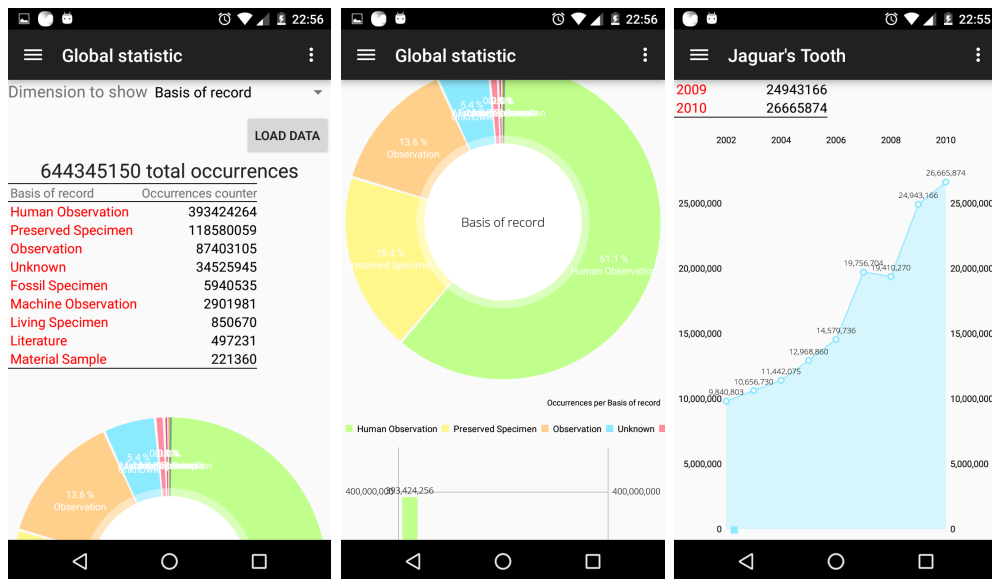 22:56
Global statistic
Dimension to show Basis of record
LOAD DATA
644345150 total occurrences
Basis of record Occurrences counter
Human Observation 393424264
Preserved Specimen 118580059
Observation 87403105
Unknown 34525945
Fossil Specimen 5940535
Machine Observation 2901981
Living Specimen 850670
Literature 497231
Material Sample 221360
5.4 %
Unknown
13.6 %
Observation
22:56
Global statistic
5.4 %
Unknown
13.6 %
Observation
18.4 %
Preserved Specimen
Basis of record
61.1 %
Human Observation
Occurrences per Basis of record
Human Observation Preserved Specimen Observation Unknown
400,000,000 393,424,256 400,000,000
22:55
Jaguar's Tooth
2009 24943166
2010 26665874
2002 2004 2006 2008 2010
26,665,874
24,943,166
25,000,000 25,000,000
19,756,704
19,410,270
20,000,000 20,000,000
15,000,000 14,579,736 15,000,000
12,968,860
11,442,075
10,656,730
9,840,803
10,000,000 10,000,000
5,000,000 5,000,000
0 0